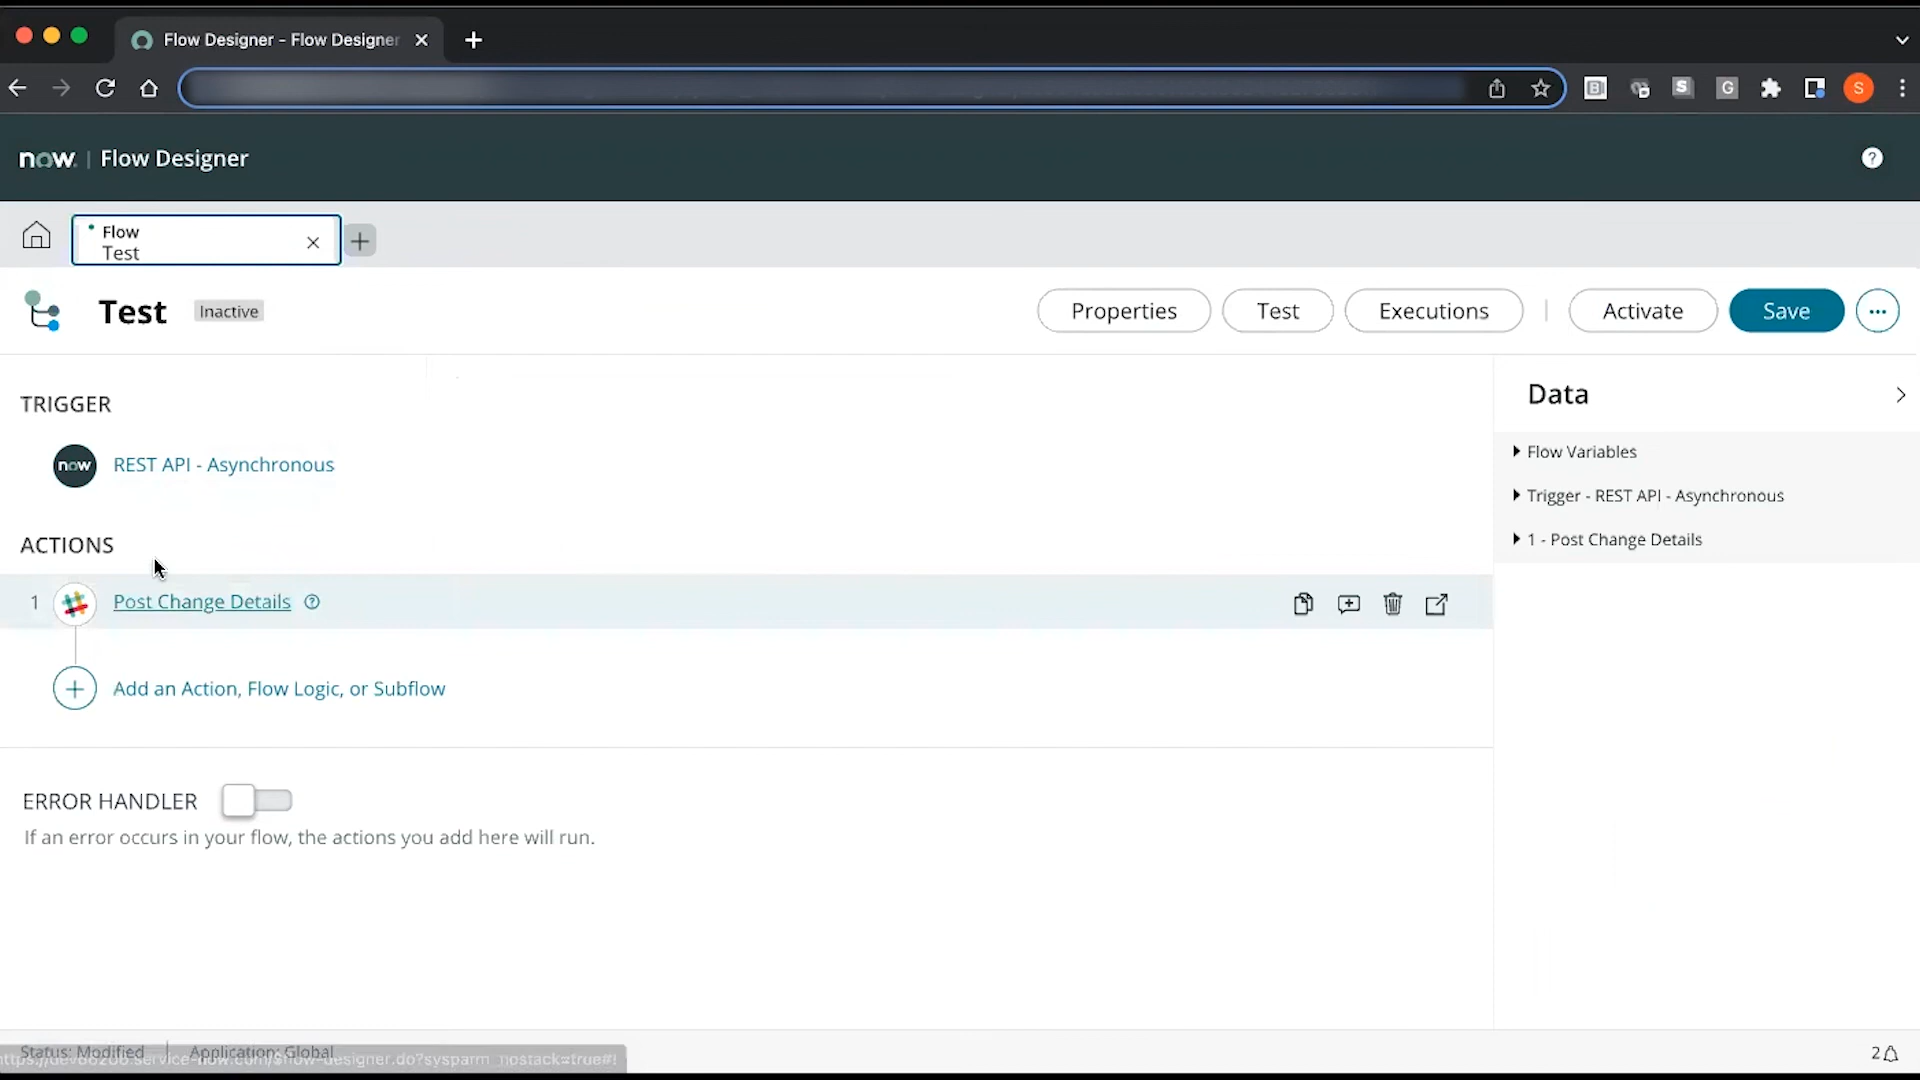 Flow Designer - Flow Designer
B
S
G
S
now. | Flow Designer
?
Flow
Test
Test
Inactive
Properties
Test
Executions
Activate
Save
TRIGGER
now
REST API - Asynchronous
ACTIONS
1
Post Change Details
?
Add an Action, Flow Logic, or Subflow
ERROR HANDLER
If an error occurs in your flow, the actions you add here will run.
Data
Flow Variables
Trigger - REST API - Asynchronous
1 - Post Change Details
Status: Modified
Application: Global
2